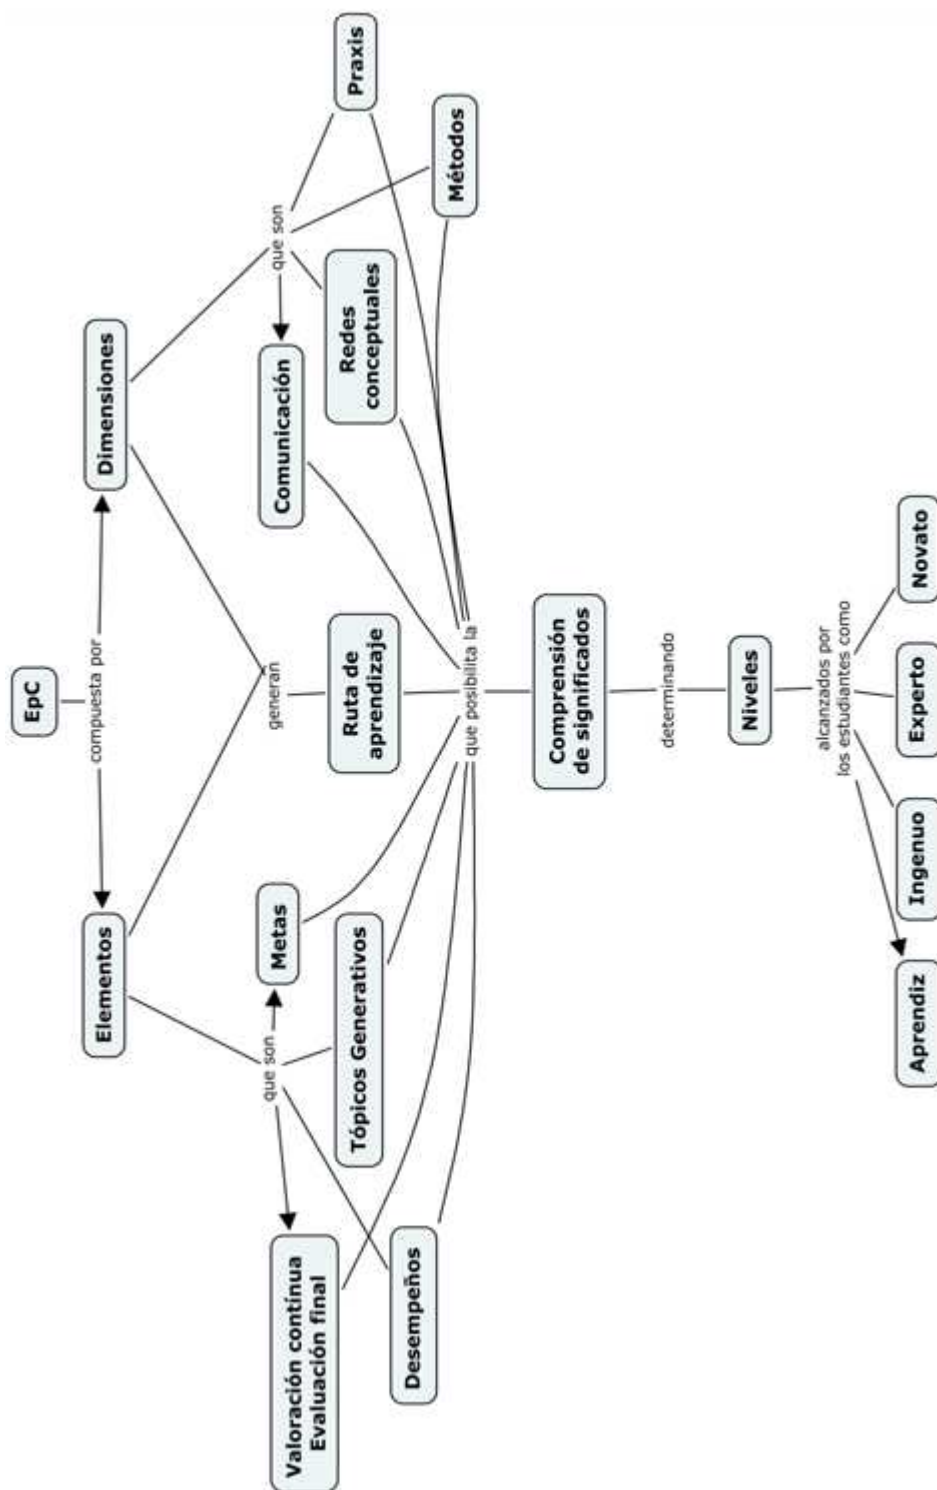 EpC
compuesta por
Elementos
Dimensiones
que son
generan
que son
Valoración contínua
Evaluación final
Metas
Comunicación
Praxis
Tópicos Generativos
Ruta de
aprendizaje
Redes
conceptuales
Desempeños
Métodos
que posibilita la
Comprensión
de significados
determinando
Niveles
alcanzados por
los estudiantes como
Aprendiz
Ingenuo
Experto
Novato